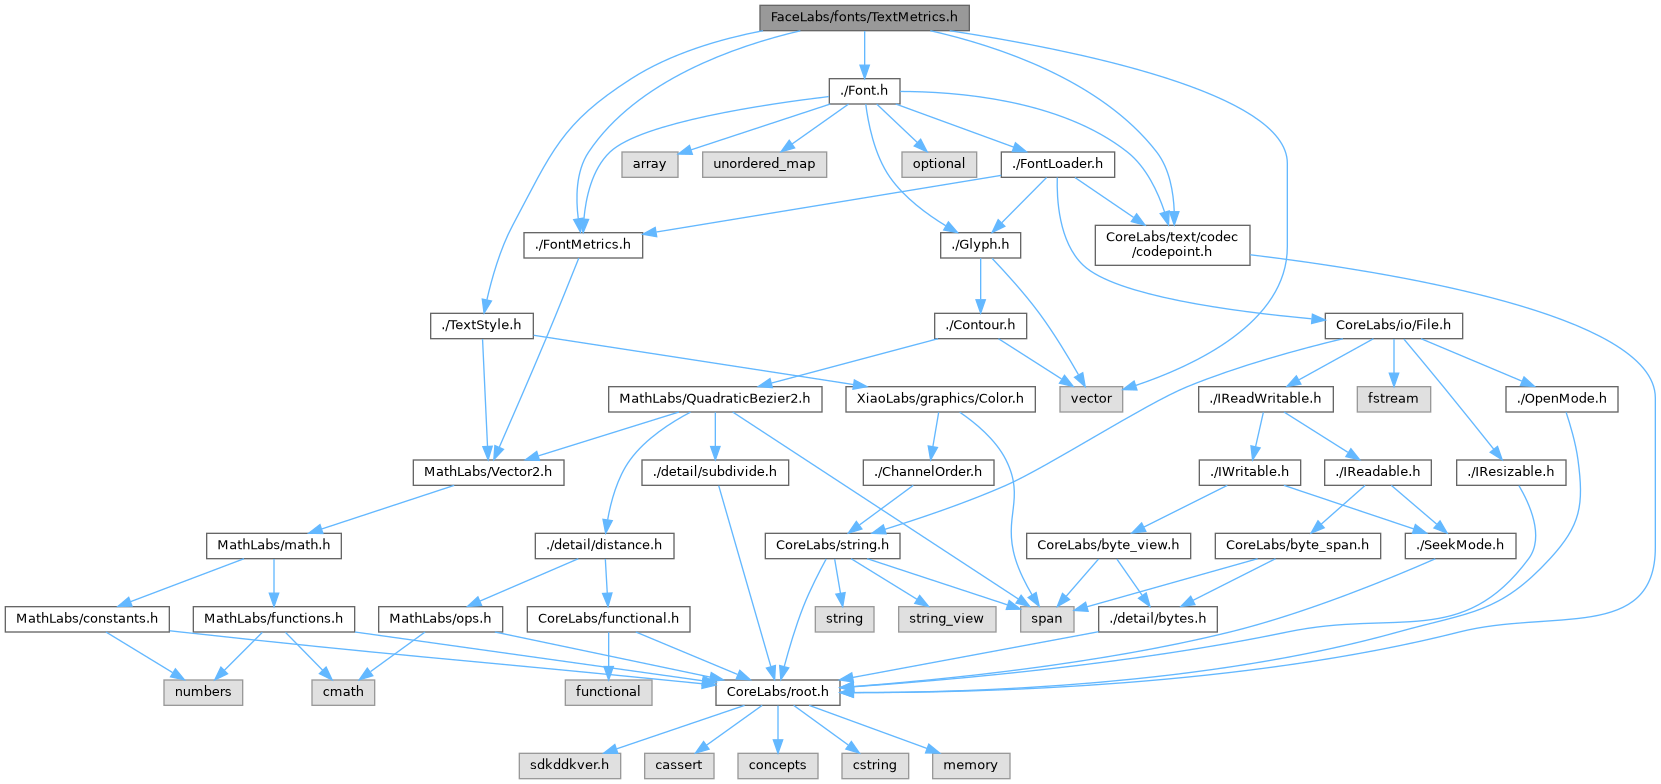 FaceLabs/fonts/TextMetrics.h
./Font.h
array
unordered_map
optional
./FontLoader.h
./FontMetrics.h
./Glyph.h
CoreLabs/text/codec
/codepoint.h
./TextStyle.h
./Contour.h
CoreLabs/io/File.h
MathLabs/QuadraticBezier2.h
XiaoLabs/graphics/Color.h
vector
./IReadWritable.h
fstream
./OpenMode.h
MathLabs/Vector2.h
./detail/subdivide.h
./ChannelOrder.h
./IWritable.h
./IReadable.h
./IResizable.h
MathLabs/math.h
./detail/distance.h
CoreLabs/string.h
CoreLabs/byte_view.h
CoreLabs/byte_span.h
./SeekMode.h
MathLabs/constants.h
MathLabs/functions.h
MathLabs/ops.h
CoreLabs/functional.h
string
string_view
span
./detail/bytes.h
numbers
cmath
functional
CoreLabs/root.h
sdkddkver.h
cassert
concepts
cstring
memory